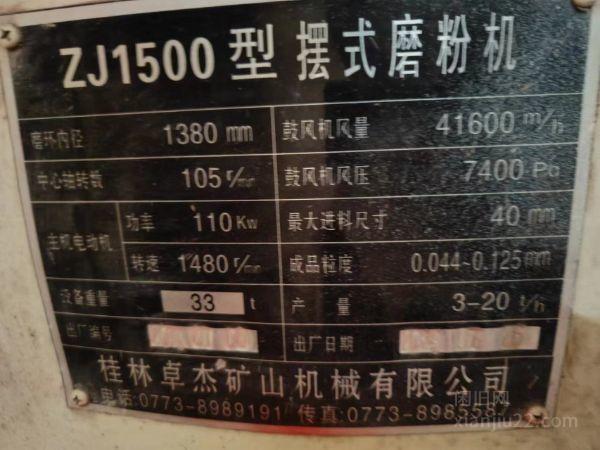 ZJ1500型 摆式磨粉机
磨环内径 1380 mm 鼓风机风量 41600 m³/h
中心轴转数 105 r/min 鼓风机风压 7400 Pa
主机电动机 功率 110 Kw 最大进料尺寸 40 mm
转速 1480 r/min 成品粒度 0.044~0.125 mm
设备重量 33 t 产量 3-20 t/h
出厂编号 出厂日期
桂林卓杰矿山机械有限公司
电话:0773-8989191 传真:0773-898
闲旧网
xianjiu22.com